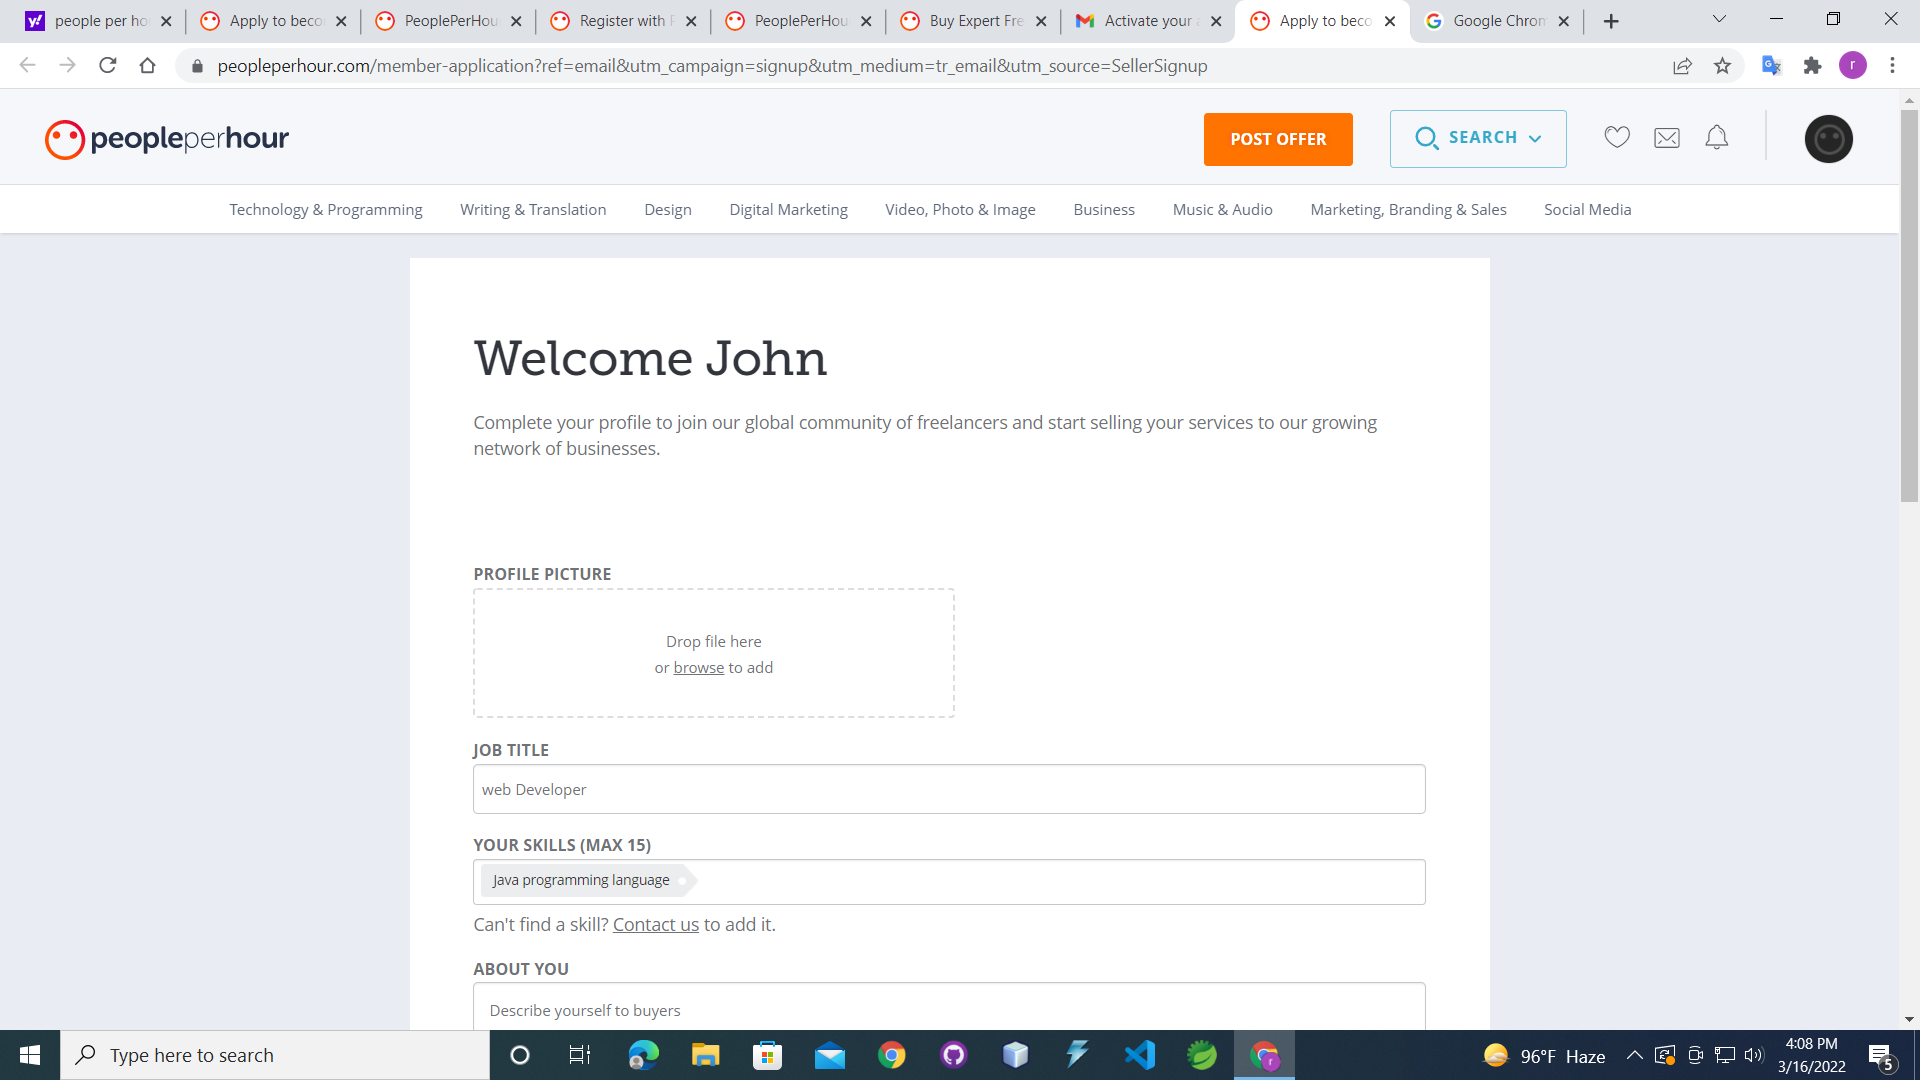 people per ho
Apply to beco
PeoplePerHou
Register with P
PeoplePerHou
Buy Expert Fre
Activate your a
Apply to beco
Google Chrom
peopleperhour.com/member-application?ref=email&utm_campaign=signup&utm_medium=tr_email&utm_source=SellerSignup
r
peopleperhour
POST OFFER
SEARCH
Technology & Programming
Writing & Translation
Design
Digital Marketing
Video, Photo & Image
Business
Music & Audio
Marketing, Branding & Sales
Social Media
Welcome John
Complete your profile to join our global community of freelancers and start selling your services to our growing
network of businesses.
PROFILE PICTURE
Drop file here
or browse to add
JOB TITLE
web Developer
YOUR SKILLS (MAX 15)
Java programming language
Can't find a skill? Contact us to add it.
ABOUT YOU
Describe yourself to buyers
Type here to search
r
96°F Haze
4:08 PM
3/16/2022
5